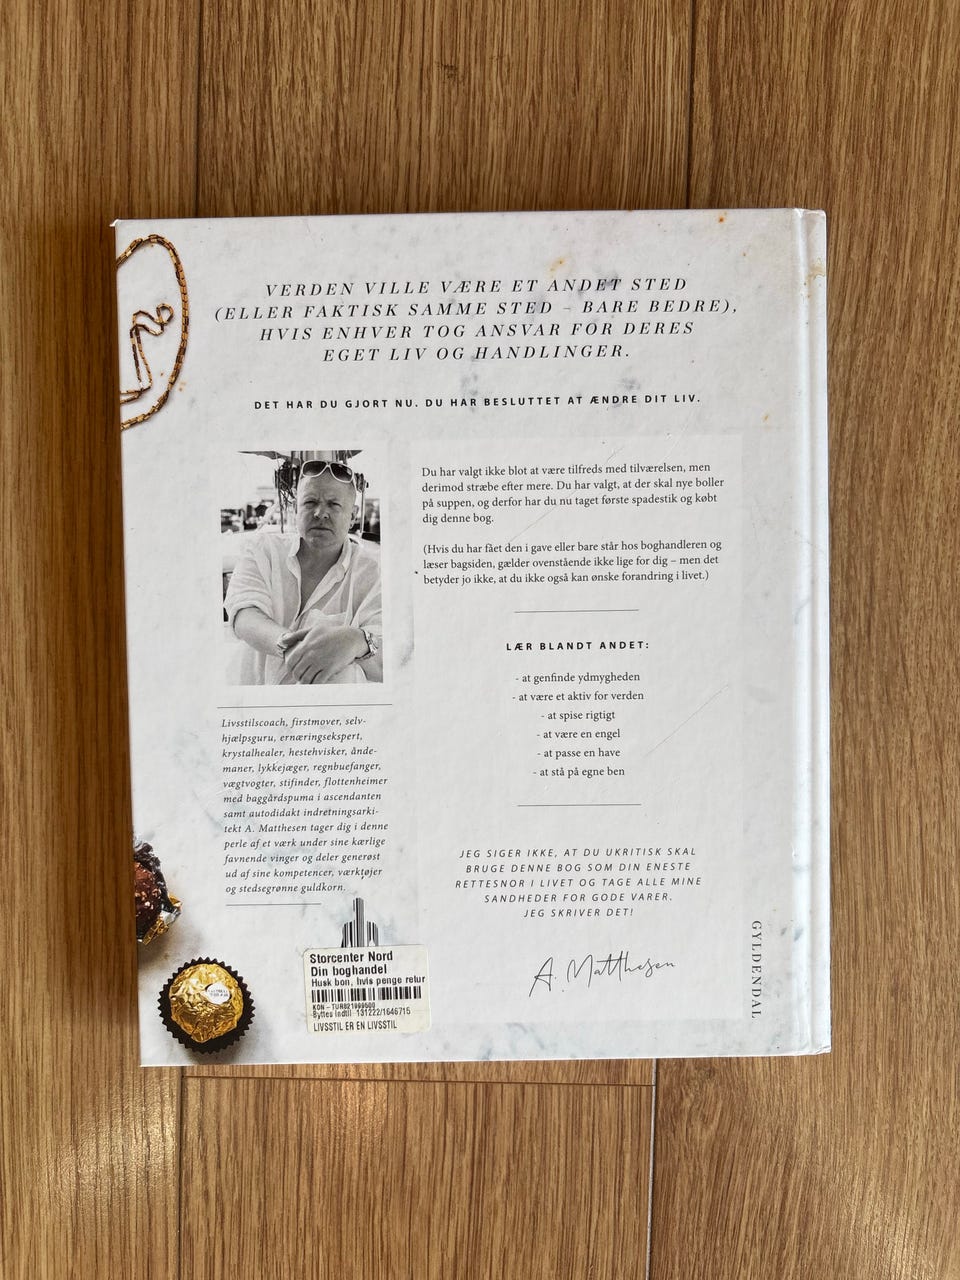 VERDEN VILLE VÆRE ET ANDET STED
(ELLER FAKTISK SAMME STED – BARE BEDRE),
HVIS ENHVER TOG ANSVAR FOR DERES
EGET LIV OG HANDLINGER.
DET HAR DU GJORT NU. DU HAR BESLUTTET AT ÆNDRE DIT LIV.
Du har valgt ikke blot at være tilfreds med tilværelsen, men
derimod stræbe efter mere. Du har valgt, at der skal nye boller
på suppen, og derfor har du nu taget første spadestik og købt
dig denne bog.
(Hvis du har fået den i gave eller bare står hos boghandleren og
læser bagsiden, gælder ovenstående ikke lige for dig – men det
betyder jo ikke, at du ikke også kan ønske forandring i livet.)
LÆR BLANDT ANDET:
- at genfinde ydmygheden
- at være et aktiv for verden
- at spise rigtigt
- at være en engel
- at passe en have
- at stå på egne ben
Livsstilscoach, firstmover, selv-
hjælpsguru, ernæringsekspert,
krystalhealer, hestehvisker, ånde-
maner, lykkejæger, regnbuefanger,
vægtvogter, stifinder, flottenheimer
med baggårdspuma i ascendanten
samt autodidakt indretningsarki-
tekt A. Matthesen tager dig i denne
perle af et værk under sine kærlige
favnende vinger og deler generøst
ud af sine kompetencer, værktøjer
og stedsegrønne guldkorn.
JEG SIGER IKKE, AT DU UKRITISK SKAL
BRUGE DENNE BOG SOM DIN ENESTE
RETTESNOR I LIVET OG TAGE ALLE MINE
SANDHEDER FOR GODE VARER.
JEG SKRIVER DET!
A. Matthesen
GYLDENDAL
Storcenter Nord
Din boghandel
Husk bon, hvis penge retur
Byttes indtil 131222/1646715
LIVSSTIL ER EN LIVSSTIL